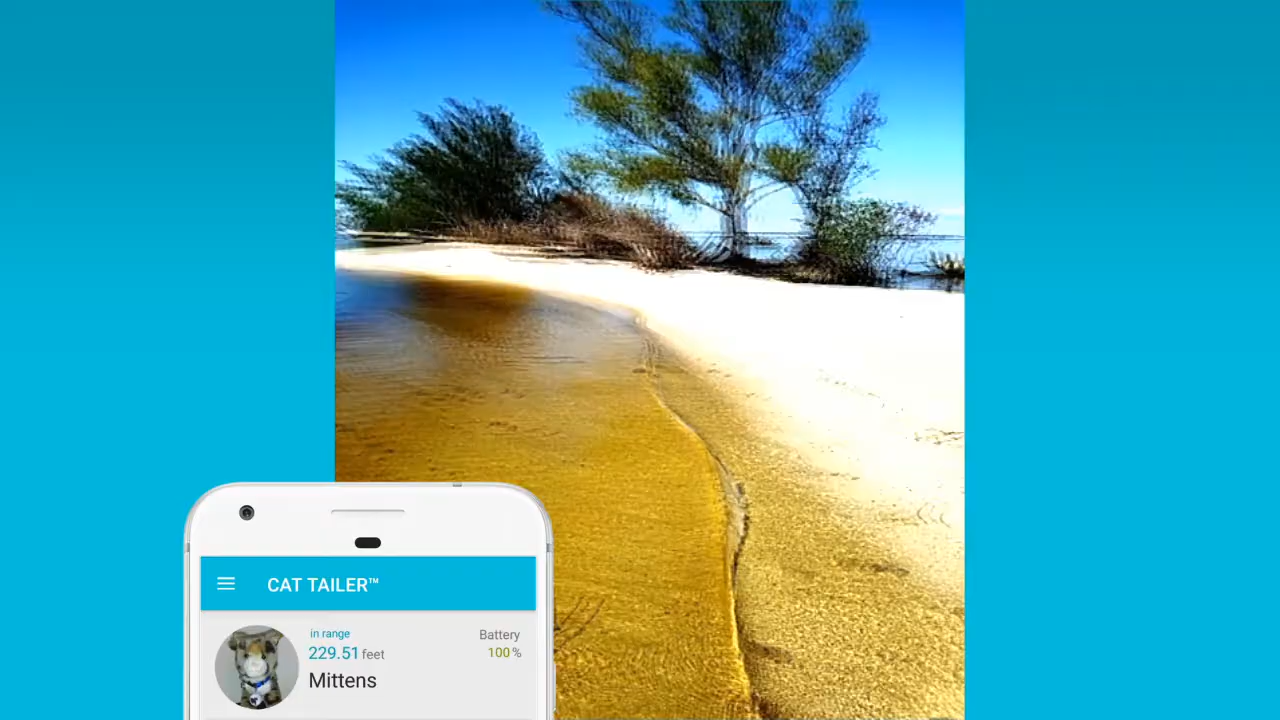 CAT TAILER™
in range
Battery
229.51 feet
100 %
Mittens